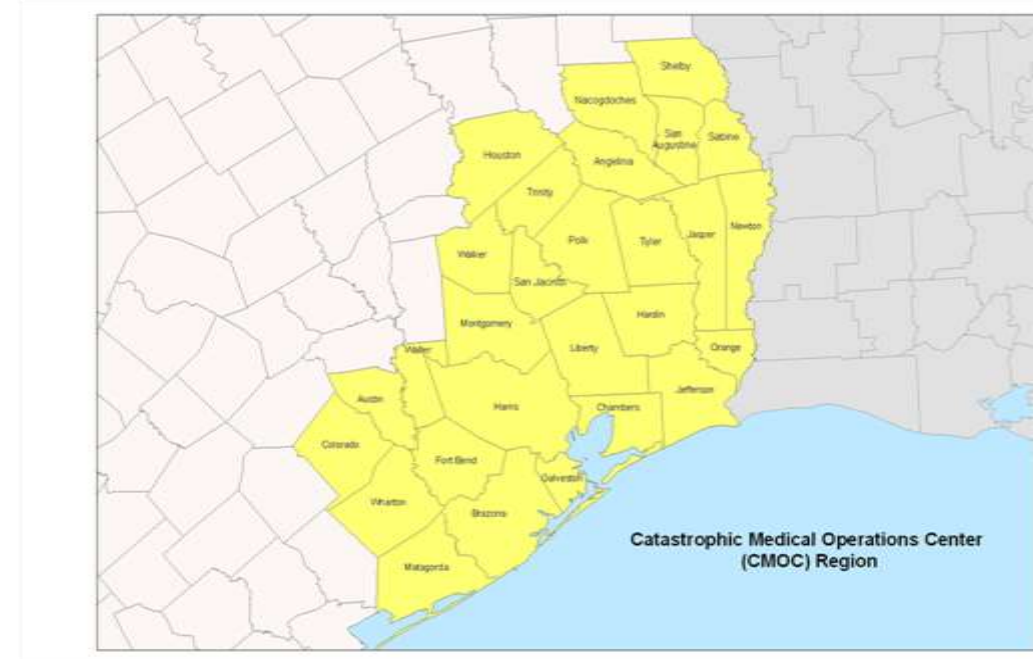 Shelby
Nacogdoches
San
Augustine
Sabine
Houston
Angelina
Trinity
Polk
Tyler
Jasper
Newton
Walker
San Jacinto
Montgomery
Hardin
Liberty
Orange
Waller
Jefferson
Austin
Harris
Chambers
Colorado
Fort Bend
Galveston
Wharton
Brazoria
Matagorda
Catastrophic Medical Operations Center
(CMOC) Region